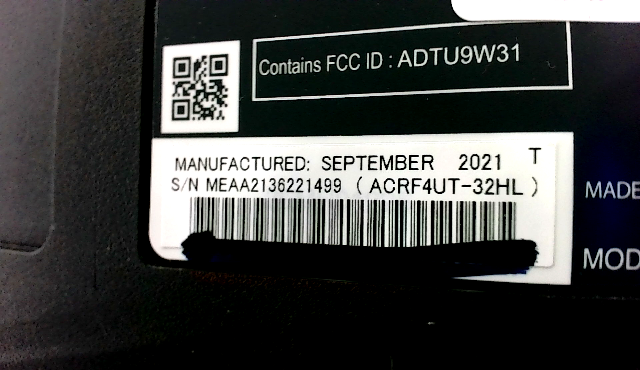 Contains FCC ID : ADTU9W31
MANUFACTURED: SEPTEMBER 2021 T
S/N MEAA2136221499 ( ACRF4UT-32HL )
MADE
MOD